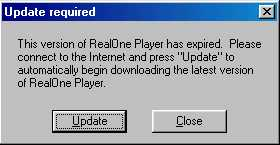 Update required
This version of RealOne Player has expired. Please
connect to the Internet and press "Update" to
automatically begin downloading the latest version
of RealOne Player.
Update Close